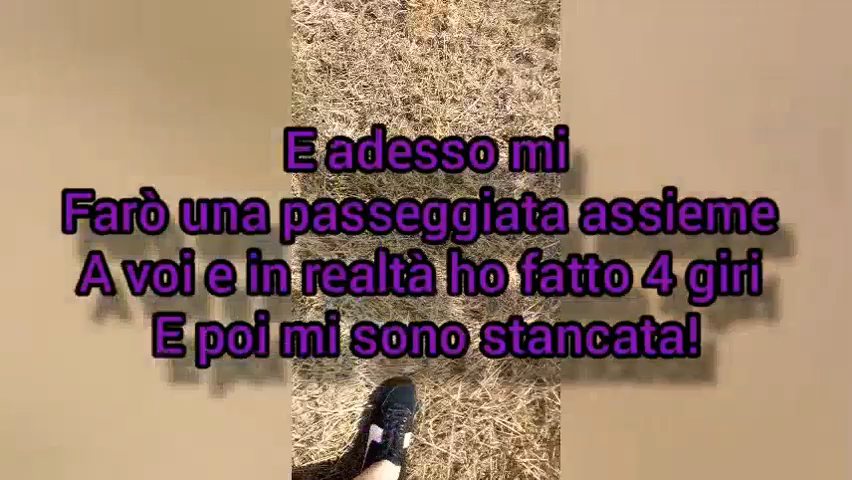 E adesso mi
Farò una passeggiata assieme
A voi e in realtà ho fatto 4 giri
E poi mi sono stancata!